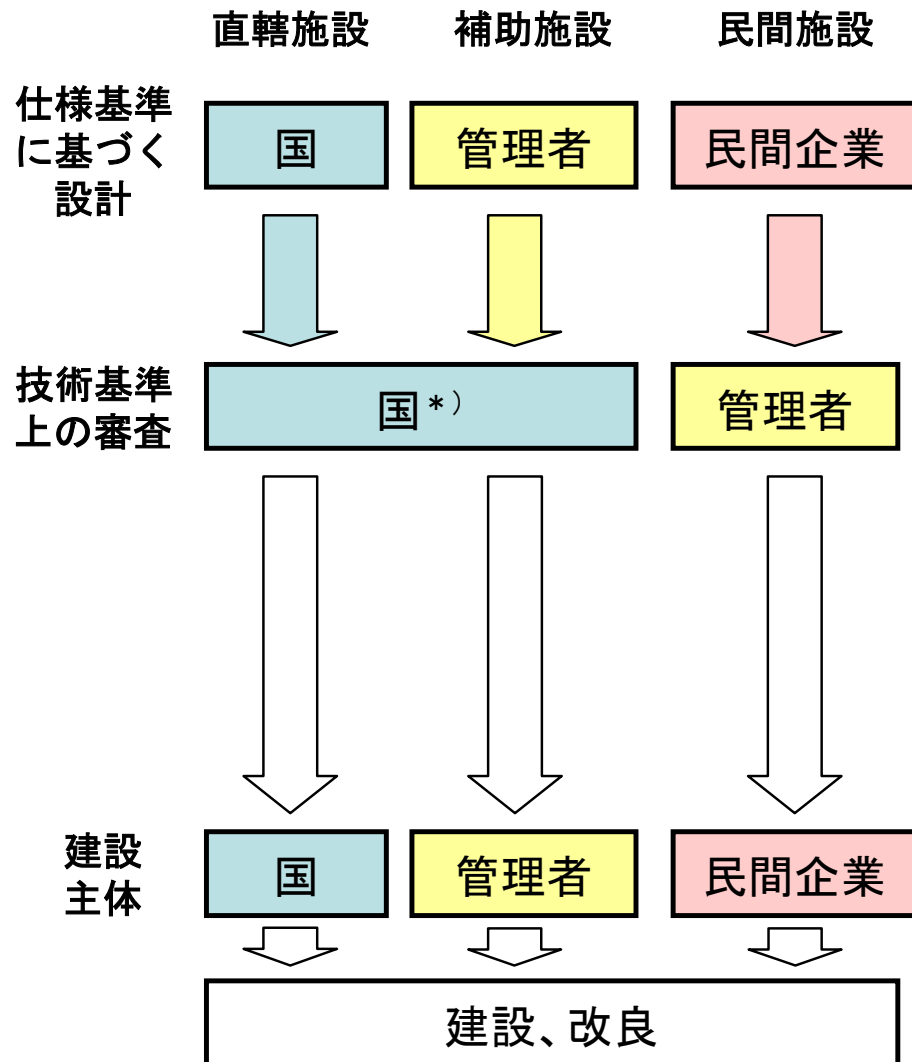 直轄施設 補助施設 民間施設
仕様基準
に基づく
設計
国 管理者 民間企業
技術基準
上の審査
国*) 管理者
建設
主体
国 管理者 民間企業
建設、改良